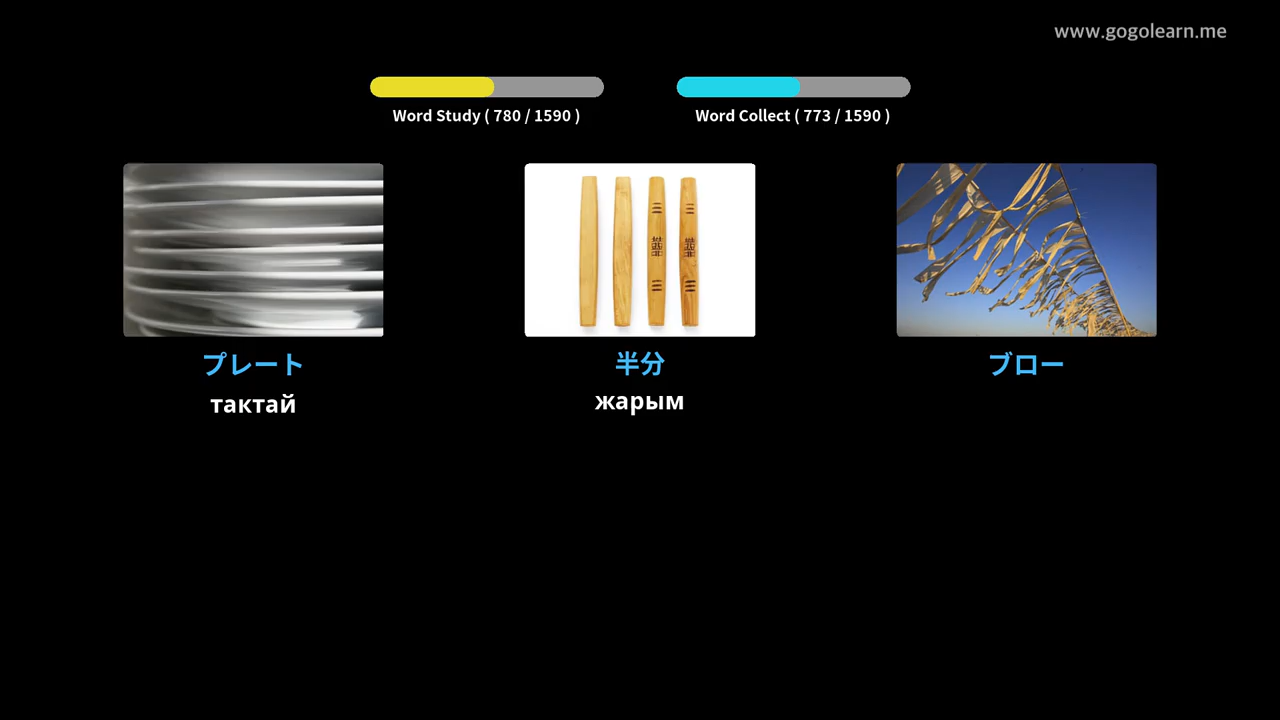 www.gogolearn.me
Word Study ( 780 / 1590 )
Word Collect ( 773 / 1590 )
プレート
半分
ブロー
тактай
жарым